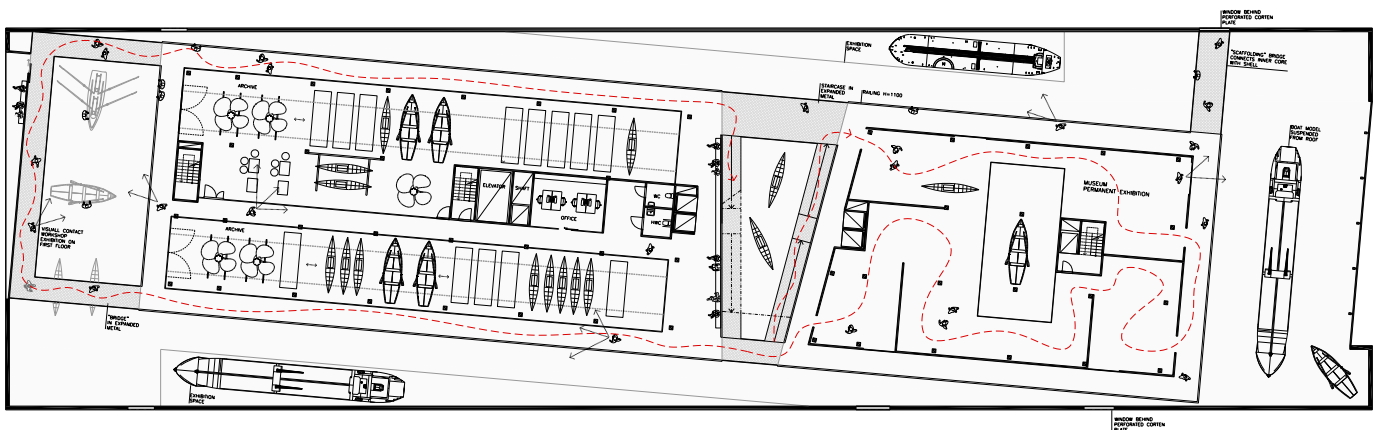 WINDOW BEHIND
PERFORATED CORTEN
PLATE
EXHIBITION
SPACE
"SCAFFOLDING" BRIDGE
CONNECTS INNER CORE
WITH SHELL
STAIRCASE IN
EXPANDED
METAL
RAILING H=1100
ARCHIVE
BOAT MODEL
SUSPENDED
FROM ROOF
MUSEUM
PERMANENT EXHIBITION
ELEVATOR
SHAFT
OFFICE
WC
HWC
VISUALL CONTACT
WORKSHOP
EXHIBITION ON
FIRST FLOOR
ARCHIVE
"BRIDGE"
IN EXPANDED
METAL
EXHIBITION
SPACE
WINDOW BEHIND
PERFORATED CORTEN
PLATE